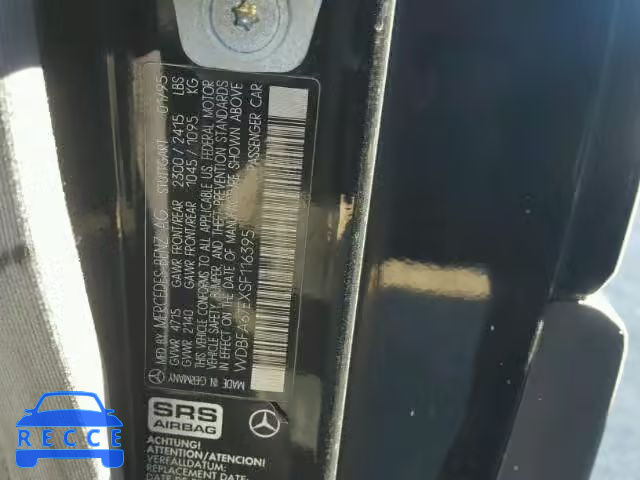 MFD BY MERCEDES-BENZ AG STUTTGART 01/95
GVWR 4715 GAWR FRONT/REAR 2300 / 2415 LBS
GVWR 2140 GAWR FRONT/REAR 1045 / 1095 KG
THIS VEHICLE CONFORMS TO ALL APPLICABLE US FEDERAL MOTOR
VEHICLE SAFETY, BUMPER, AND THEFT PREVENTION STANDARDS
IN EFFECT ON THE DATE OF MANUFACTURE SHOWN ABOVE
WDBFA67EXSF116395 PASSENGER CAR
MADE IN GERMANY
SRS
AIRBAG
ACHTUNG!
ATTENTION/ATENCION!
VERFALLDATUM:
REPLACEMENT DATE:
RECCE